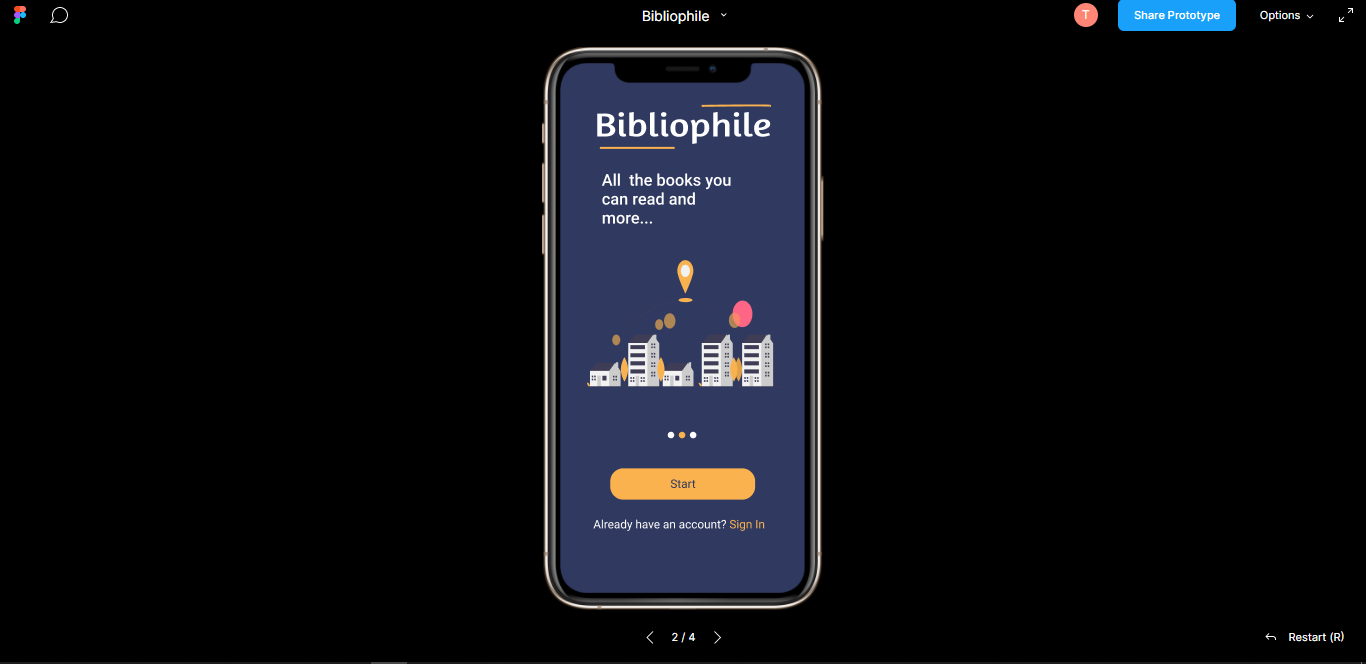 Bibliophile
T
Share Prototype
Options
Bibliophile
All  the books you
can read and
more...
Start
Already have an account? Sign In
2 / 4
Restart (R)